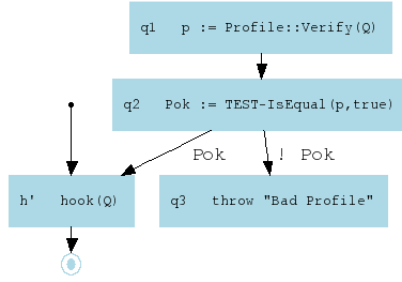 q1 p := Profile::Verify(Q)
q2 Pok := TEST-IsEqual(p,true)
Pok ! Pok
h' hook(Q) q3 throw "Bad Profile"